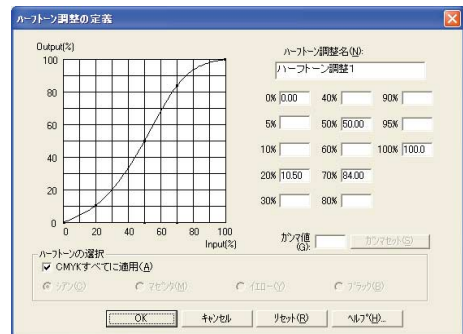 ハーフトーン調整の定義
Output(%)
100
80
60
40
20
0
0 20 40 60 80 100
Input(%)
ハーフトーン調整名(N):
ハーフトーン調整1
0% 0.00 40% 90%
5% 50% 50.00 95%
10% 60% 100% 100.0
20% 10.50 70% 84.00
30% 80%
ガンマ値(G): ガンマセット(S)
ハーフトーンの選択
CMYKすべてに適用(A)
シアン(C) マゼンタ(M) イエロー(Y) ブラック(B)
OK キャンセル リセット(R) ヘルプ(H)...